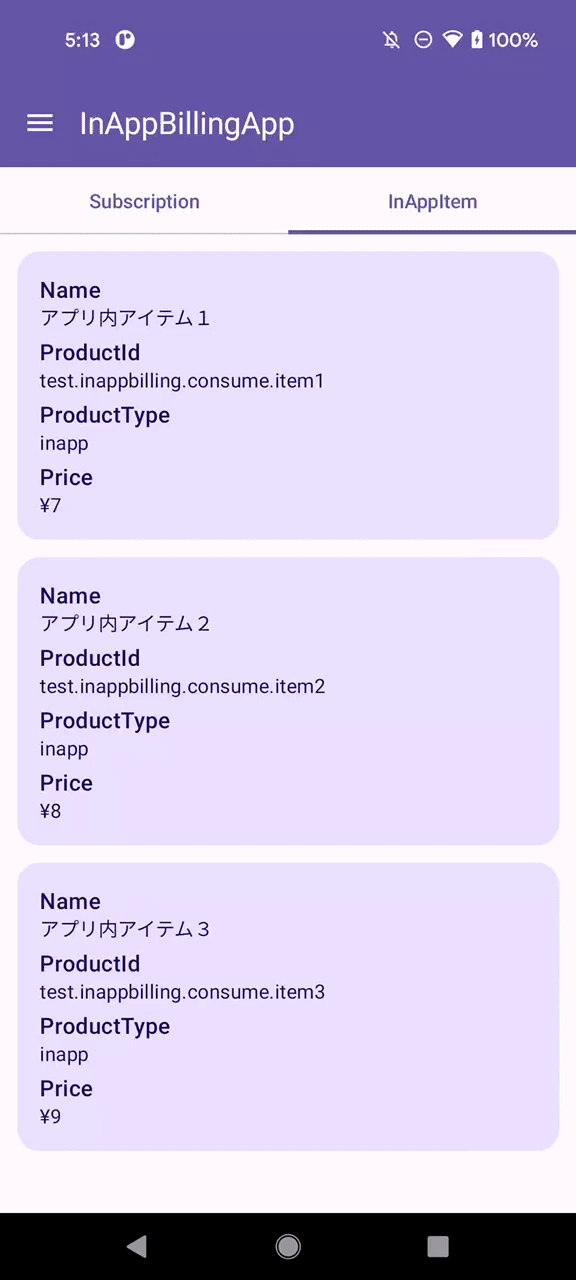 5:13 100%
InAppBillingApp
Subscription InAppItem
Name
アプリ内アイテム１
ProductId
test.inappbilling.consume.item1
ProductType
inapp
Price
¥7
Name
アプリ内アイテム２
ProductId
test.inappbilling.consume.item2
ProductType
inapp
Price
¥8
Name
アプリ内アイテム３
ProductId
test.inappbilling.consume.item3
ProductType
inapp
Price
¥9